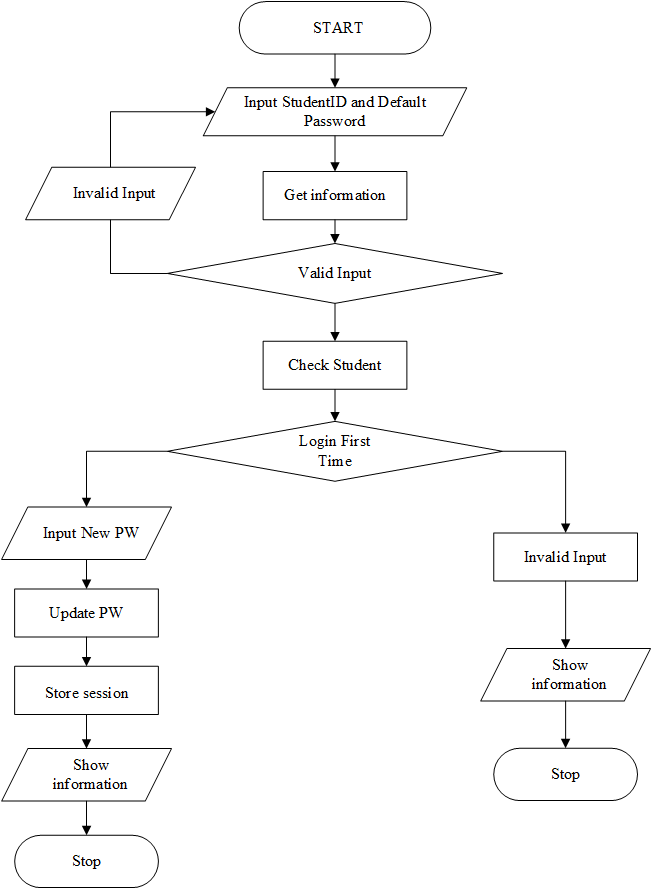 START
Input StudentID and Default
Password
Invalid Input
Get information
Valid Input
Check Student
Login First
Time
Input New PW
Invalid Input
Update PW
Store session
Show
information
Show
information
Stop
Stop